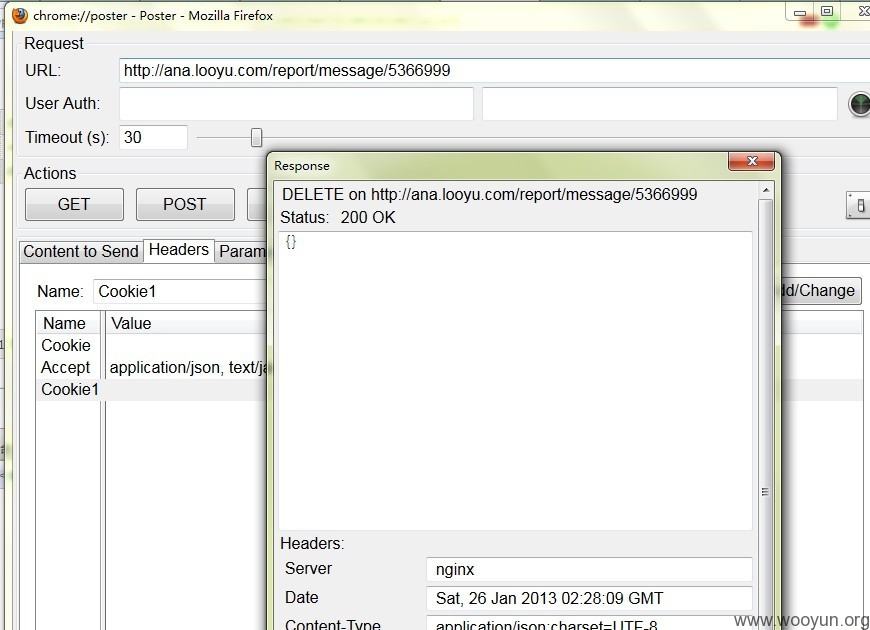 chrome://poster - Poster - Mozilla Firefox
Request
URL: http://ana.looyu.com/report/message/5366999
User Auth:
Timeout (s): 30
Response
Actions
DELETE on http://ana.looyu.com/report/message/5366999
GET POST
Status: 200 OK
{}
Content to Send Headers Param
Name: Cookie1
dd/Change
Name Value
Cookie
Accept application/json, text/ja
Cookie1
Headers:
Server nginx
Date Sat, 26 Jan 2013 02:28:09 GMT
Content-Type application/json;charset=UTF-8
www.wooyun.org